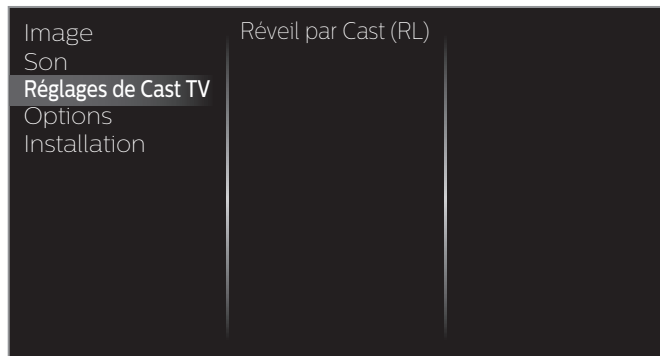 Image
Son
Réglages de Cast TV
Options
Installation
Réveil par Cast (RL)